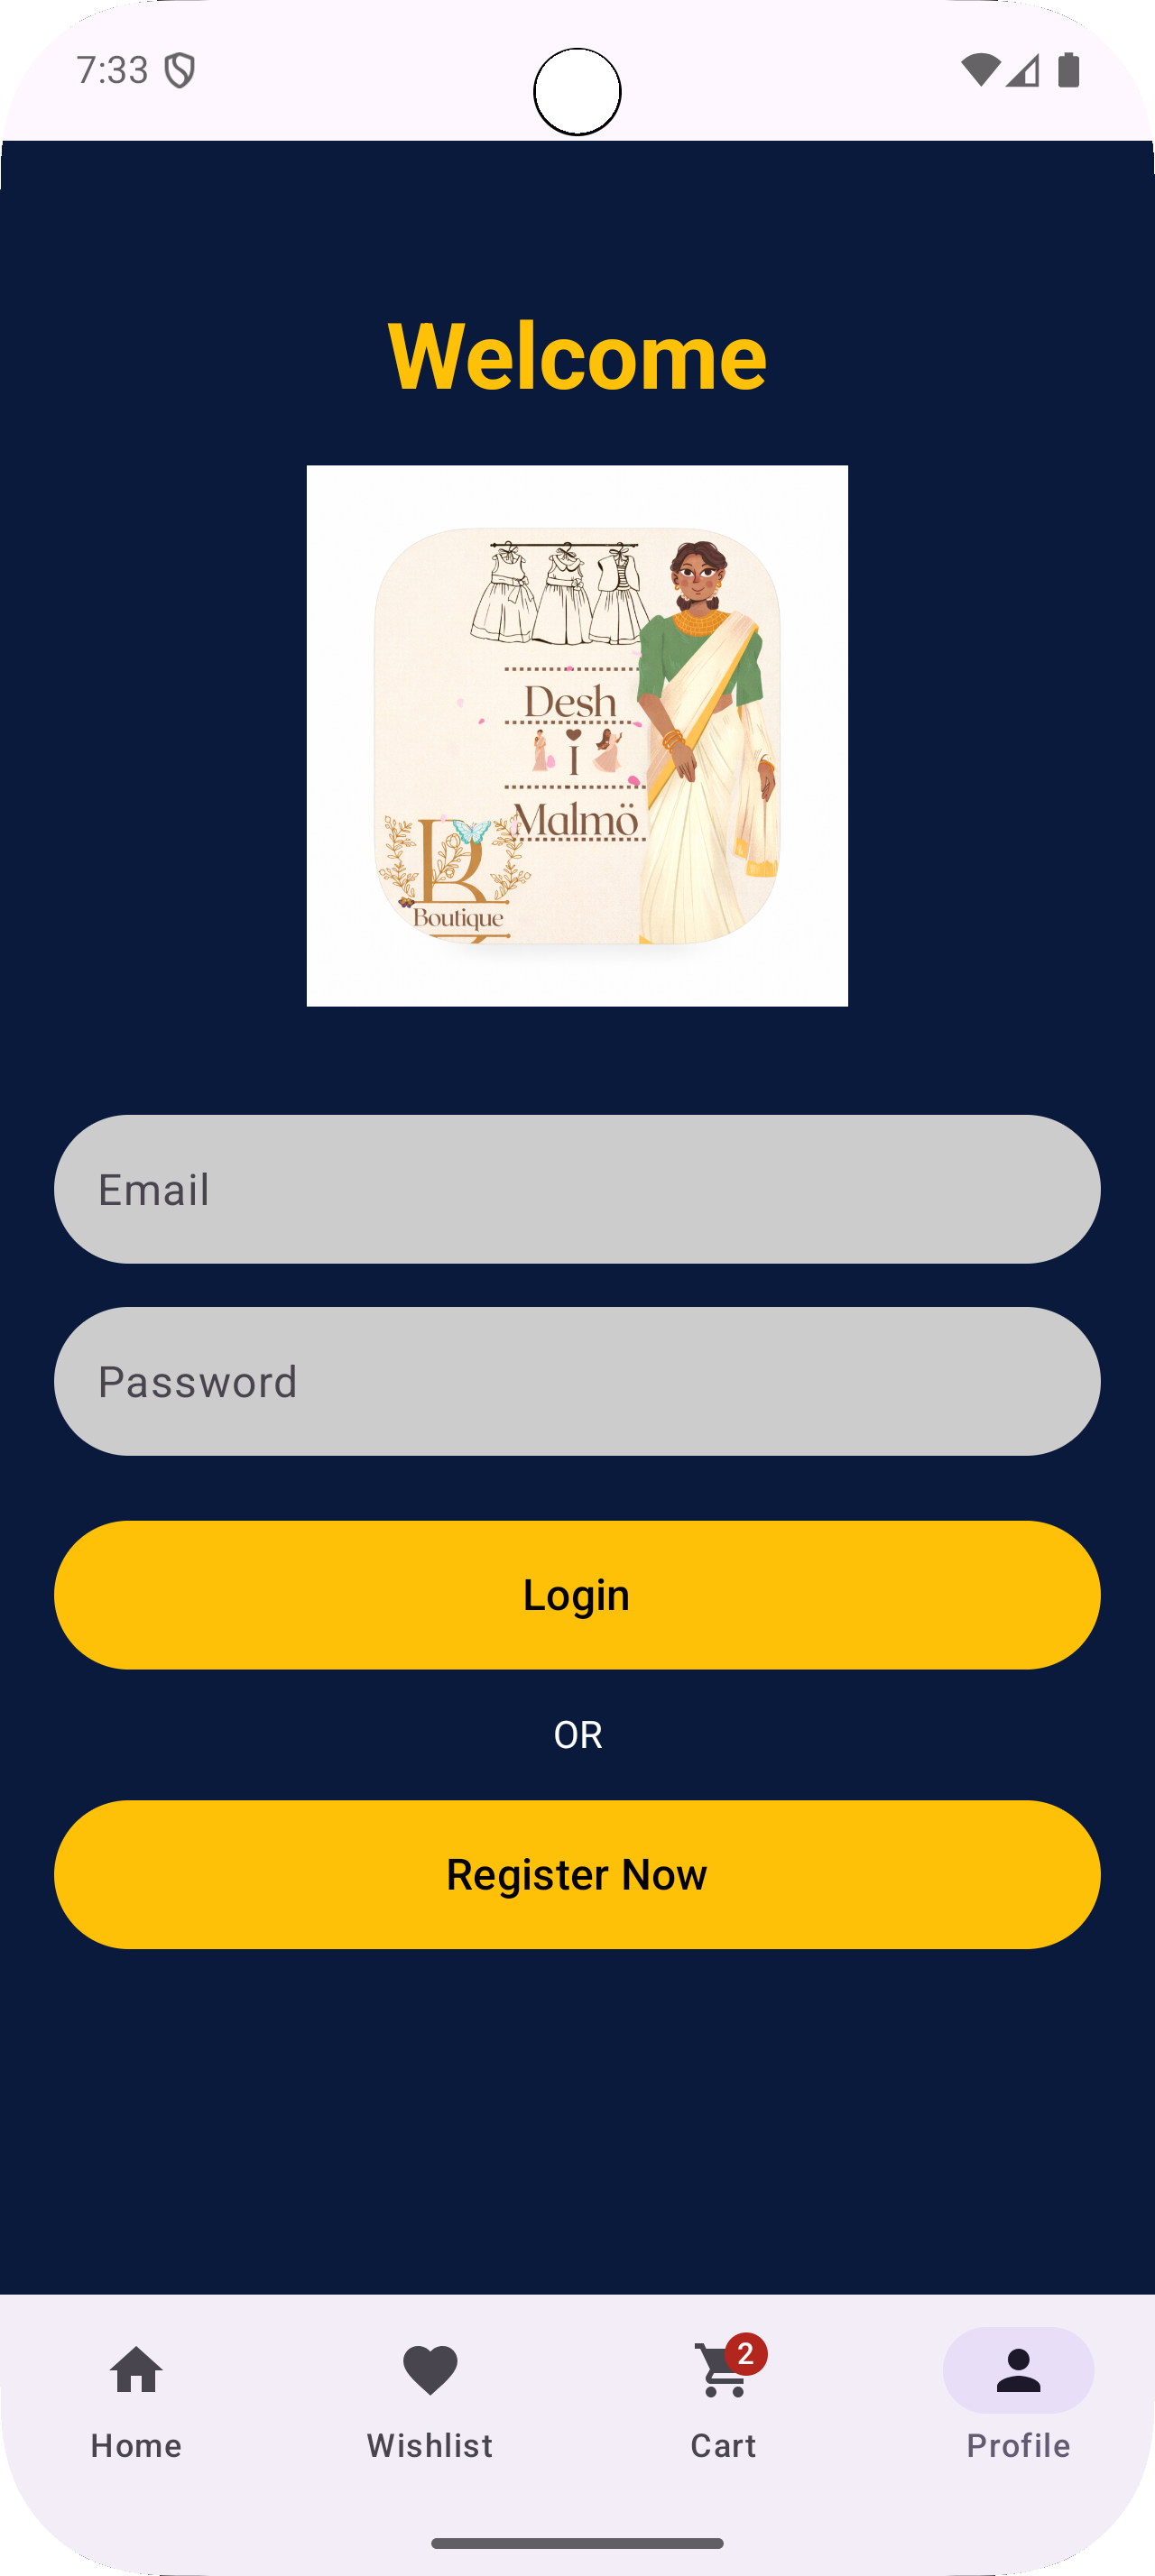 7:33
Welcome
Desh
I
Malmö
B
Boutique
Email
Password
Login
OR
Register Now
2
Home
Wishlist
Cart
Profile